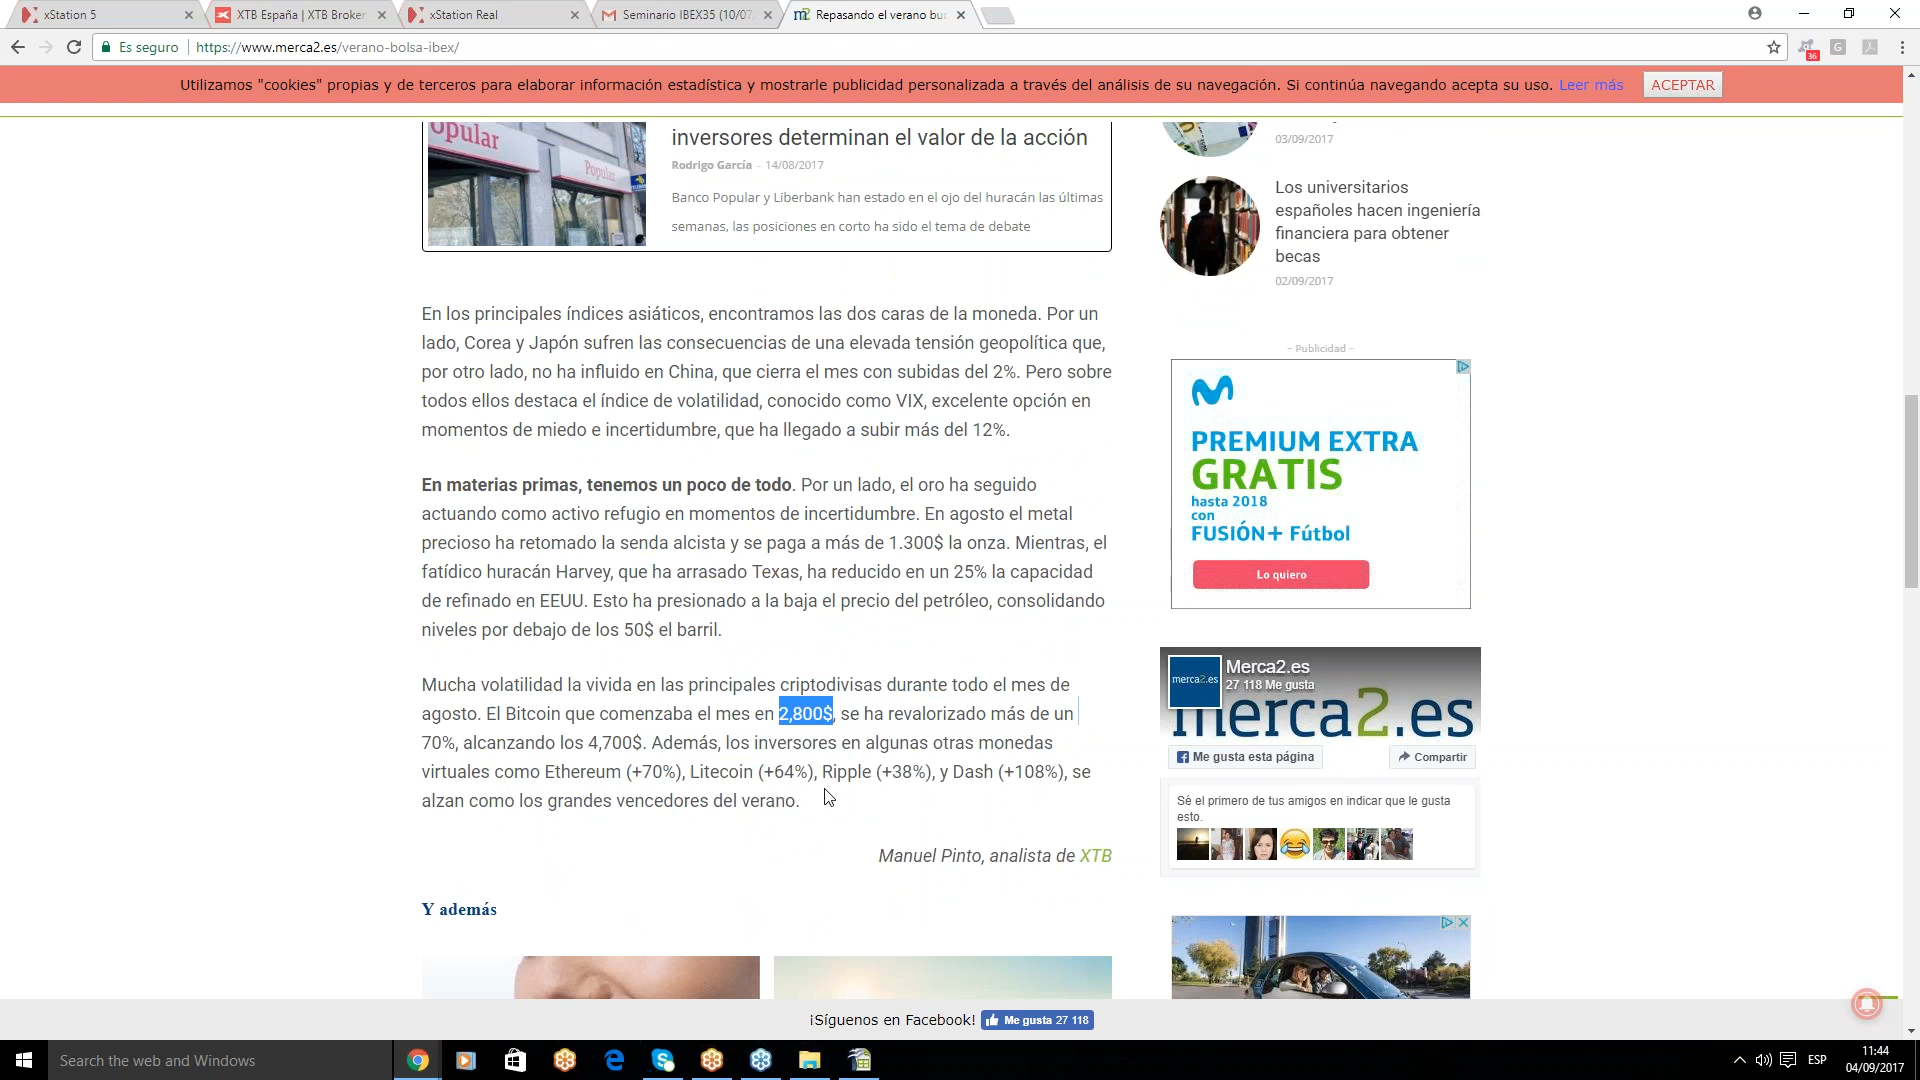 xStation 5
XTB España | XTB Broker
xStation Real
Seminario IBEX35 (10/07
Repasando el verano bu
Es seguro
https://www.merca2.es/verano-bolsa-ibex/
36
Utilizamos "cookies" propias y de terceros para elaborar información estadística y mostrarle publicidad personalizada a través del análisis de su navegación. Si continúa navegando acepta su uso. Leer más
ACEPTAR
Popular
Popular
inversores determinan el valor de la acción
Rodrigo García - 14/08/2017
Banco Popular y Liberbank han estado en el ojo del huracán las últimas
semanas, las posiciones en corto ha sido el tema de debate
En los principales índices asiáticos, encontramos las dos caras de la moneda. Por un
lado, Corea y Japón sufren las consecuencias de una elevada tensión geopolítica que,
por otro lado, no ha influido en China, que cierra el mes con subidas del 2%. Pero sobre
todos ellos destaca el índice de volatilidad, conocido como VIX, excelente opción en
momentos de miedo e incertidumbre, que ha llegado a subir más del 12%.
En materias primas, tenemos un poco de todo. Por un lado, el oro ha seguido
actuando como activo refugio en momentos de incertidumbre. En agosto el metal
precioso ha retomado la senda alcista y se paga a más de 1.300$ la onza. Mientras, el
fatídico huracán Harvey, que ha arrasado Texas, ha reducido en un 25% la capacidad
de refinado en EEUU. Esto ha presionado a la baja el precio del petróleo, consolidando
niveles por debajo de los 50$ el barril.
Mucha volatilidad la vivida en las principales criptodivisas durante todo el mes de
agosto. El Bitcoin que comenzaba el mes en 2,800$, se ha revalorizado más de un
70%, alcanzando los 4,700$. Además, los inversores en algunas otras monedas
virtuales como Ethereum (+70%), Litecoin (+64%), Ripple (+38%), y Dash (+108%), se
alzan como los grandes vencedores del verano.
Manuel Pinto, analista de XTB
Y además
03/09/2017
Los universitarios
españoles hacen ingeniería
financiera para obtener
becas
02/09/2017
- Publicidad -
PREMIUM EXTRA
GRATIS
hasta 2018
con
FUSIÓN+ Fútbol
Lo quiero
merca2.es
Merca2.es
27 118 Me gusta
merca2.es
Me gusta esta página
Compartir
Sé el primero de tus amigos en indicar que le gusta
esto.
¡Síguenos en Facebook!
Me gusta 27 118
Search the web and Windows
ESP
11:44
04/09/2017